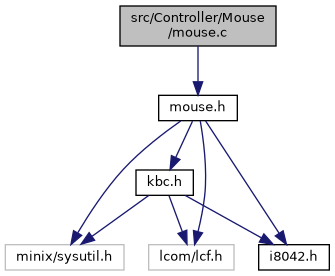 src/Controller/Mouse
/mouse.c
mouse.h
kbc.h
minix/sysutil.h
lcom/lcf.h
i8042.h